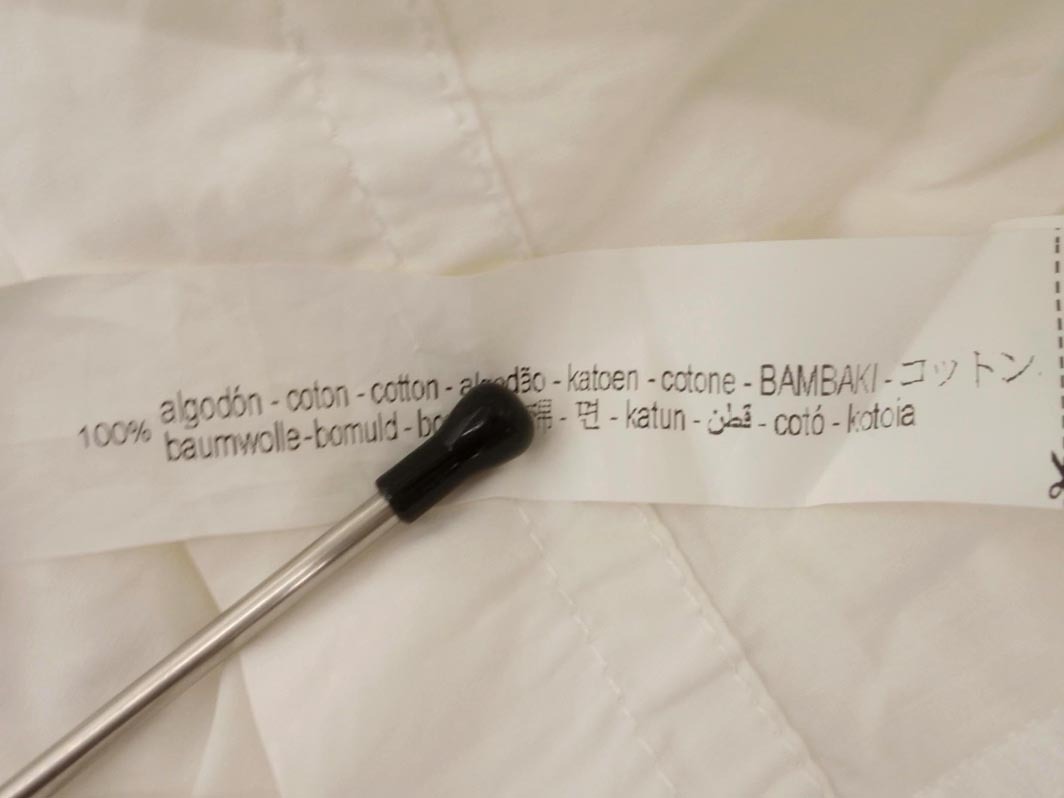 100% algodón - coton - cotton - - katoen - cotone - BAMBAKI - コットン
baumwolle-bomuld - - 면 - katun - قطن - cotó - kotoia